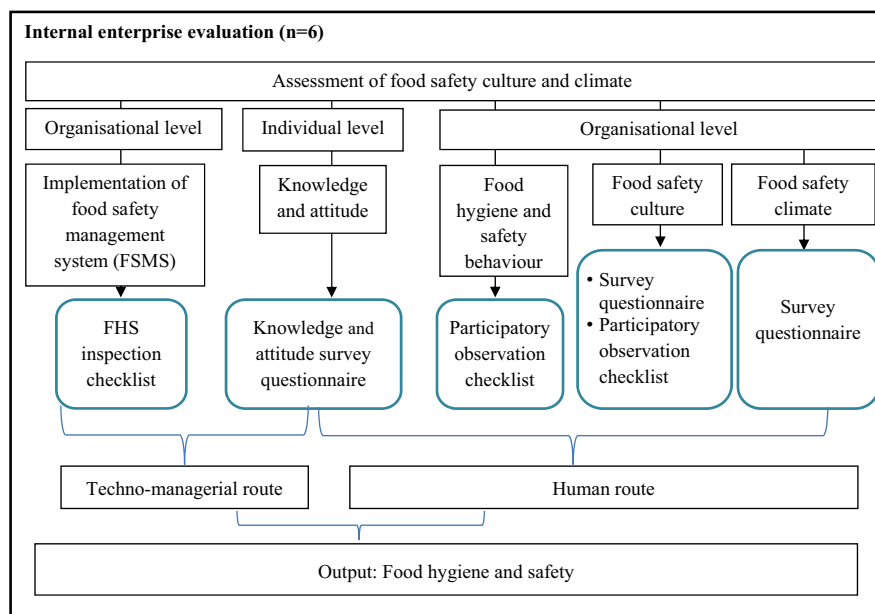 Internal enterprise evaluation (n=6)
Assessment of food safety culture and climate
Organisational level
Individual level
Organisational level
Implementation of
food safety
management
system (FSMS)
Knowledge
and attitude
Food
hygiene and
safety
behaviour
Food safety
culture
Food safety
climate
FHS
inspection
checklist
Knowledge and
attitude survey
questionnaire
Participatory
observation
checklist
• Survey
questionnaire
• Participatory
observation
checklist
Survey
questionnaire
Techno-managerial route
Human route
Output: Food hygiene and safety